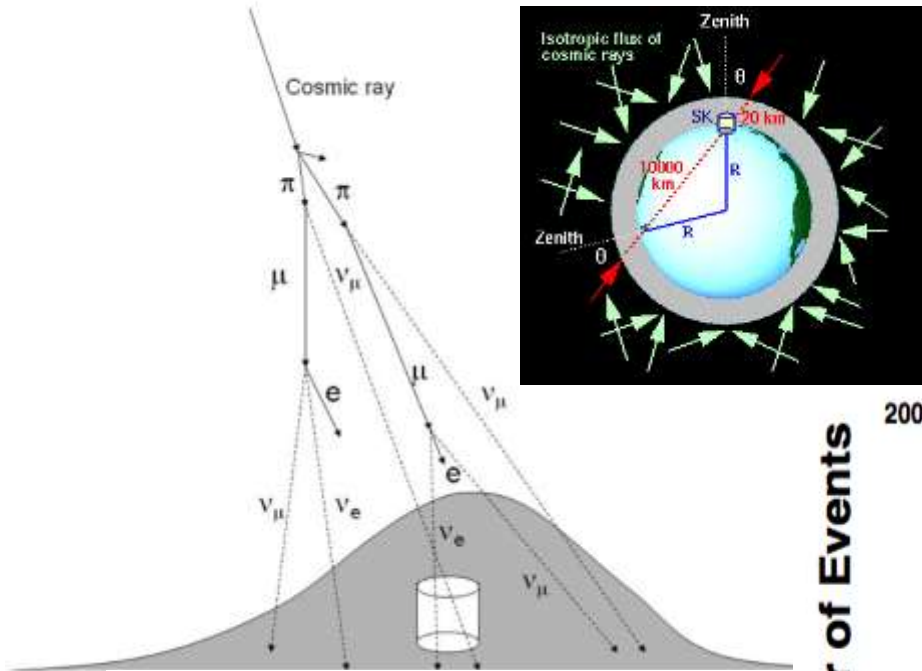 Cosmic ray
π
π
μ
ν_μ
μ
e
ν_μ
e
ν_μ
ν_e
ν_e
ν_μ
Zenith
Isotropic flux of
cosmic rays
θ
SK
20 km
10000
km
R
R
Zenith
θ
200
r of Events